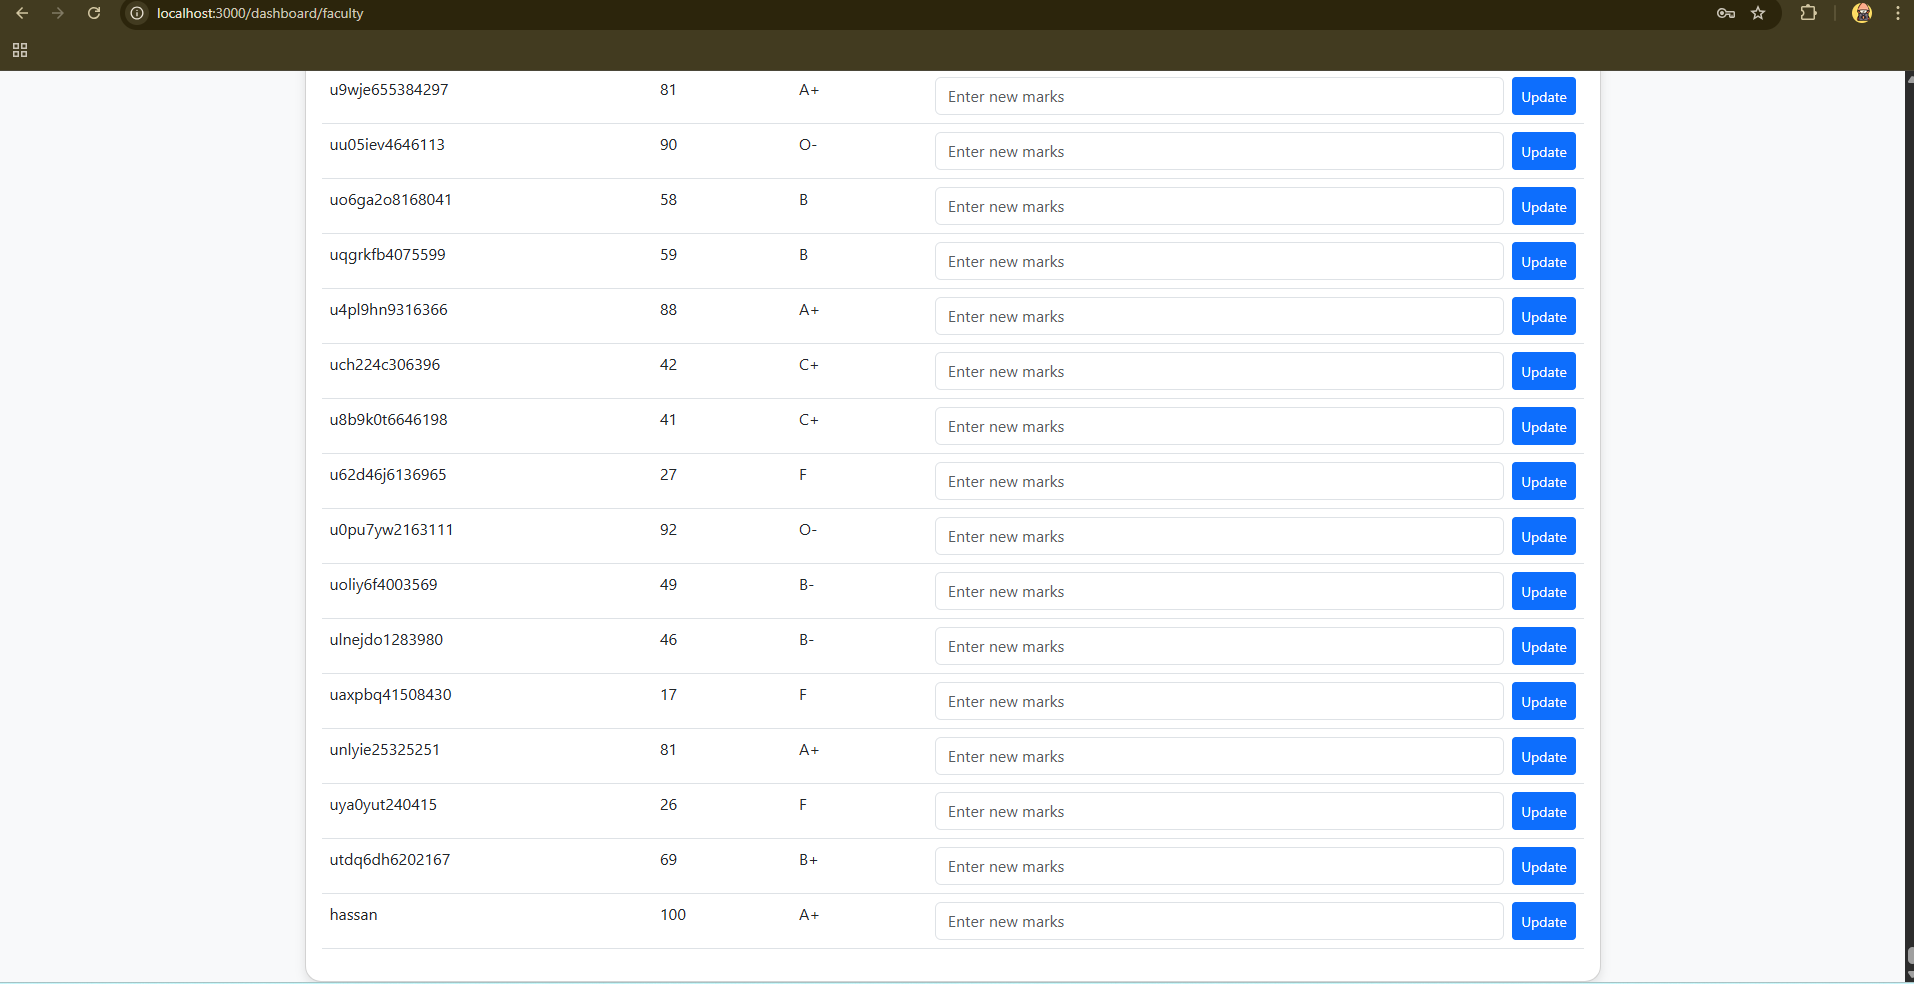 localhost:3000/dashboard/faculty
u9wje655384297 81 A+ Enter new marks Update
uu05iev4646113 90 O- Enter new marks Update
uo6ga2o8168041 58 B Enter new marks Update
uqgrkfb4075599 59 B Enter new marks Update
u4pl9hn9316366 88 A+ Enter new marks Update
uch224c306396 42 C+ Enter new marks Update
u8b9k0t6646198 41 C+ Enter new marks Update
u62d46j6136965 27 F Enter new marks Update
u0pu7yw2163111 92 O- Enter new marks Update
uoliy6f4003569 49 B- Enter new marks Update
ulnejdo1283980 46 B- Enter new marks Update
uaxpbq41508430 17 F Enter new marks Update
unlyie25325251 81 A+ Enter new marks Update
uya0yut240415 26 F Enter new marks Update
utdq6dh6202167 69 B+ Enter new marks Update
hassan 100 A+ Enter new marks Update